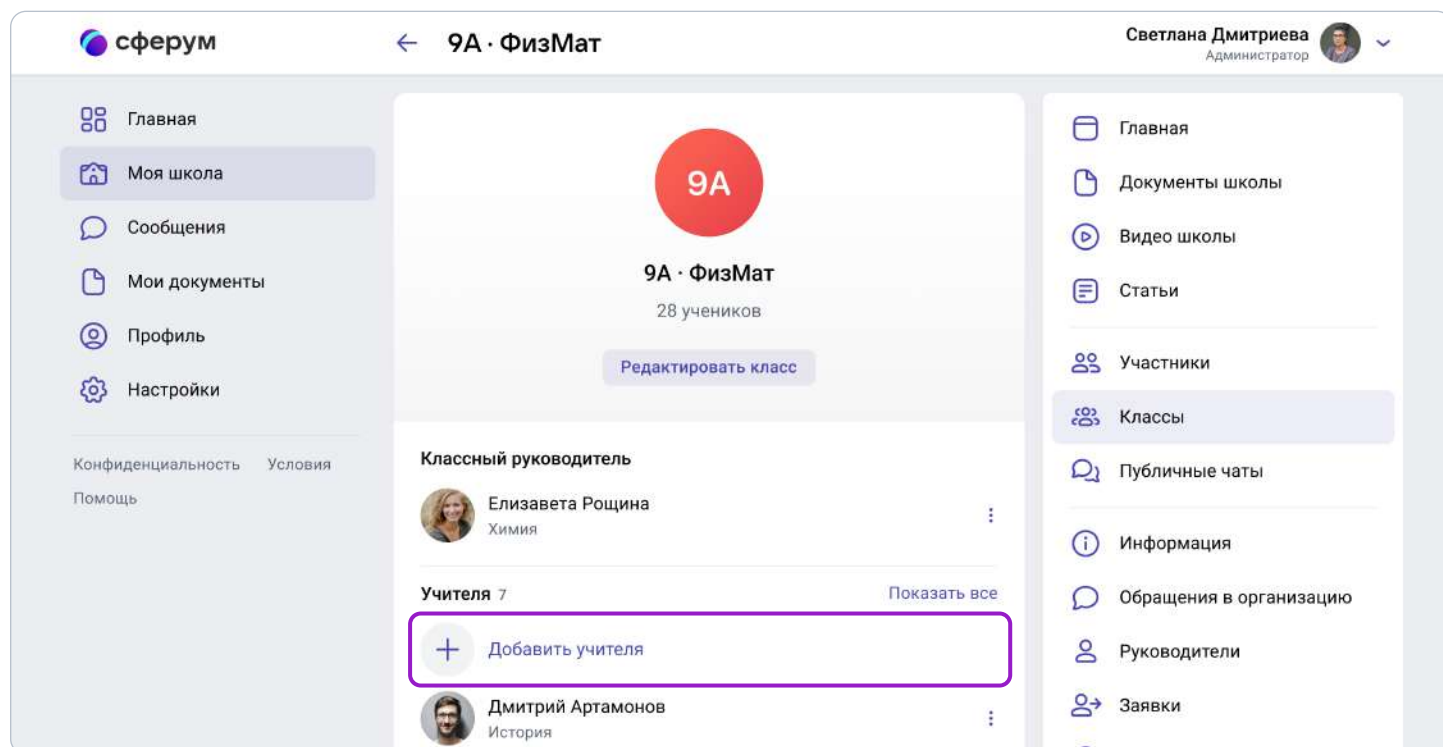 сферум
9А · ФизМат
Светлана Дмитриева
Администратор
Главная
Моя школа
Сообщения
Мои документы
Профиль
Настройки
Конфиденциальность Условия
Помощь
9А
9А · ФизМат
28 учеников
Редактировать класс
Классный руководитель
Елизавета Рощина
Химия
Учителя 7 Показать все
Добавить учителя
Дмитрий Артамонов
История
Главная
Документы школы
Видео школы
Статьи
Участники
Классы
Публичные чаты
Информация
Обращения в организацию
Руководители
Заявки